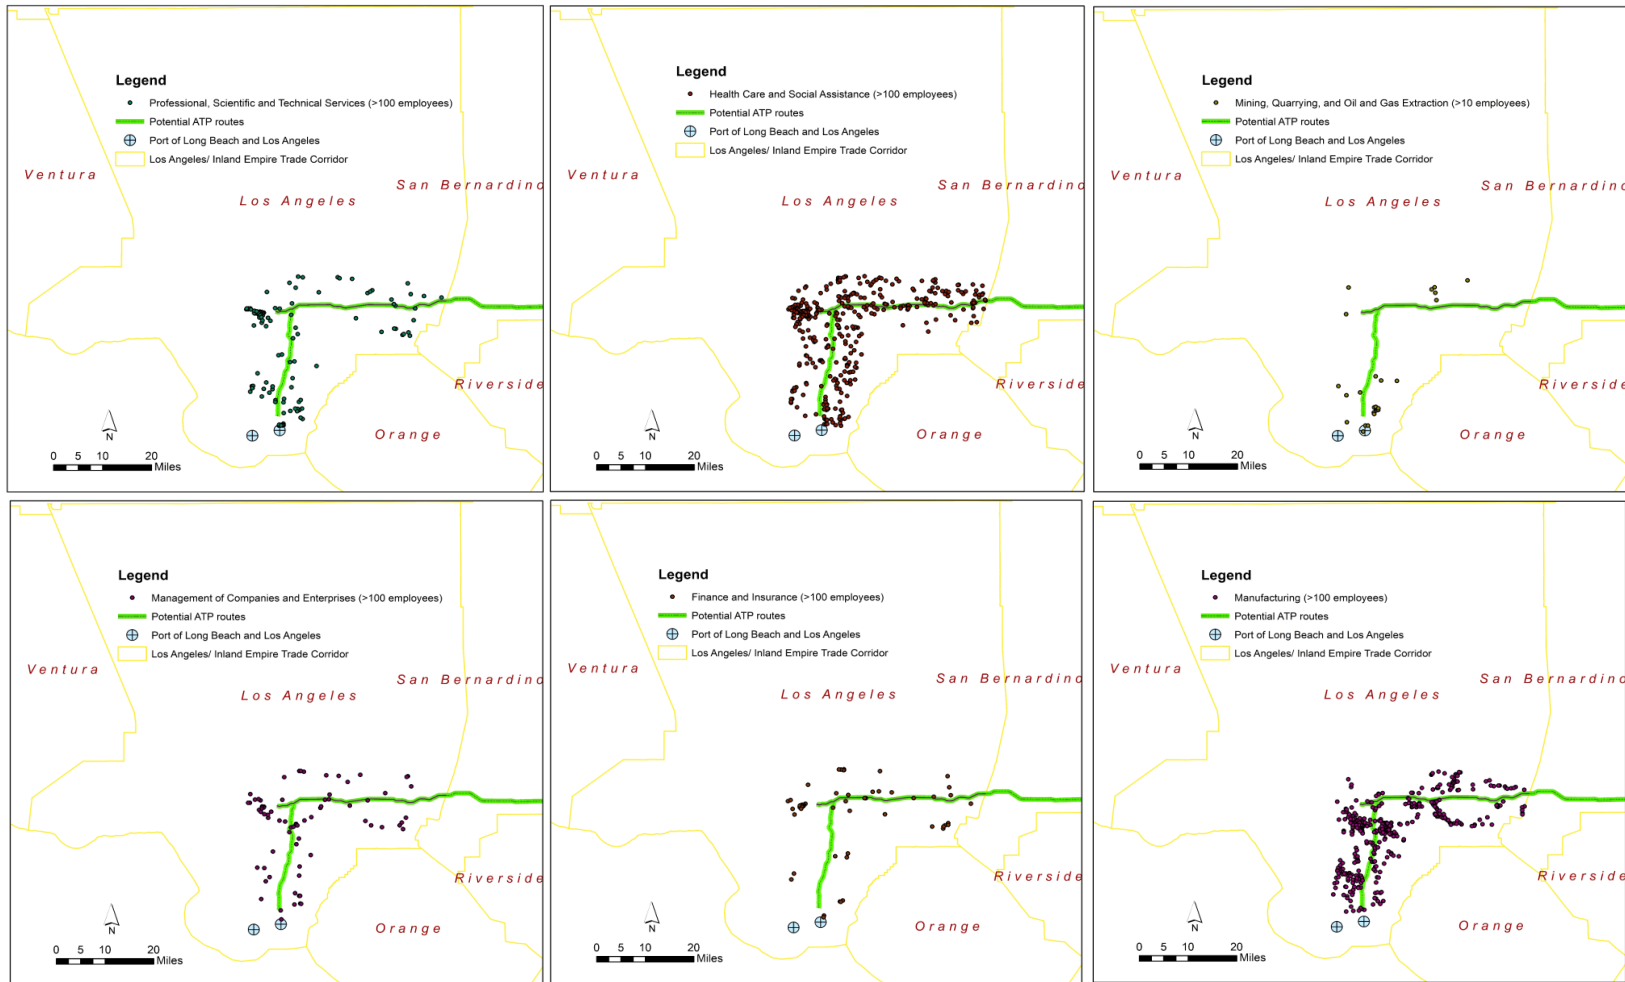 Legend
Professional, Scientific and Technical Services (>100 employees)
Potential ATP routes
Port of Long Beach and Los Angeles
Los Angeles/ Inland Empire Trade Corridor
Ventura
San Bernardino
Los Angeles
Riverside
Orange
N
0 5 10 20
Miles
Legend
Health Care and Social Assistance (>100 employees)
Potential ATP routes
Port of Long Beach and Los Angeles
Los Angeles/ Inland Empire Trade Corridor
Ventura
San Bernardino
Los Angeles
Riverside
Orange
N
0 5 10 20
Miles
Legend
Mining, Quarrying, and Oil and Gas Extraction (>10 employees)
Potential ATP routes
Port of Long Beach and Los Angeles
Los Angeles/ Inland Empire Trade Corridor
Ventura
San Bernardino
Los Angeles
Riverside
Orange
N
0 5 10 20
Miles
Legend
Management of Companies and Enterprises (>100 employees)
Potential ATP routes
Port of Long Beach and Los Angeles
Los Angeles/ Inland Empire Trade Corridor
Ventura
San Bernardino
Los Angeles
Riverside
Orange
N
0 5 10 20
Miles
Legend
Finance and Insurance (>100 employees)
Potential ATP routes
Port of Long Beach and Los Angeles
Los Angeles/ Inland Empire Trade Corridor
Ventura
San Bernardino
Los Angeles
Riverside
Orange
N
0 5 10 20
Miles
Legend
Manufacturing (>100 employees)
Potential ATP routes
Port of Long Beach and Los Angeles
Los Angeles/ Inland Empire Trade Corridor
Ventura
San Bernardino
Los Angeles
Riverside
Orange
N
0 5 10 20
Miles